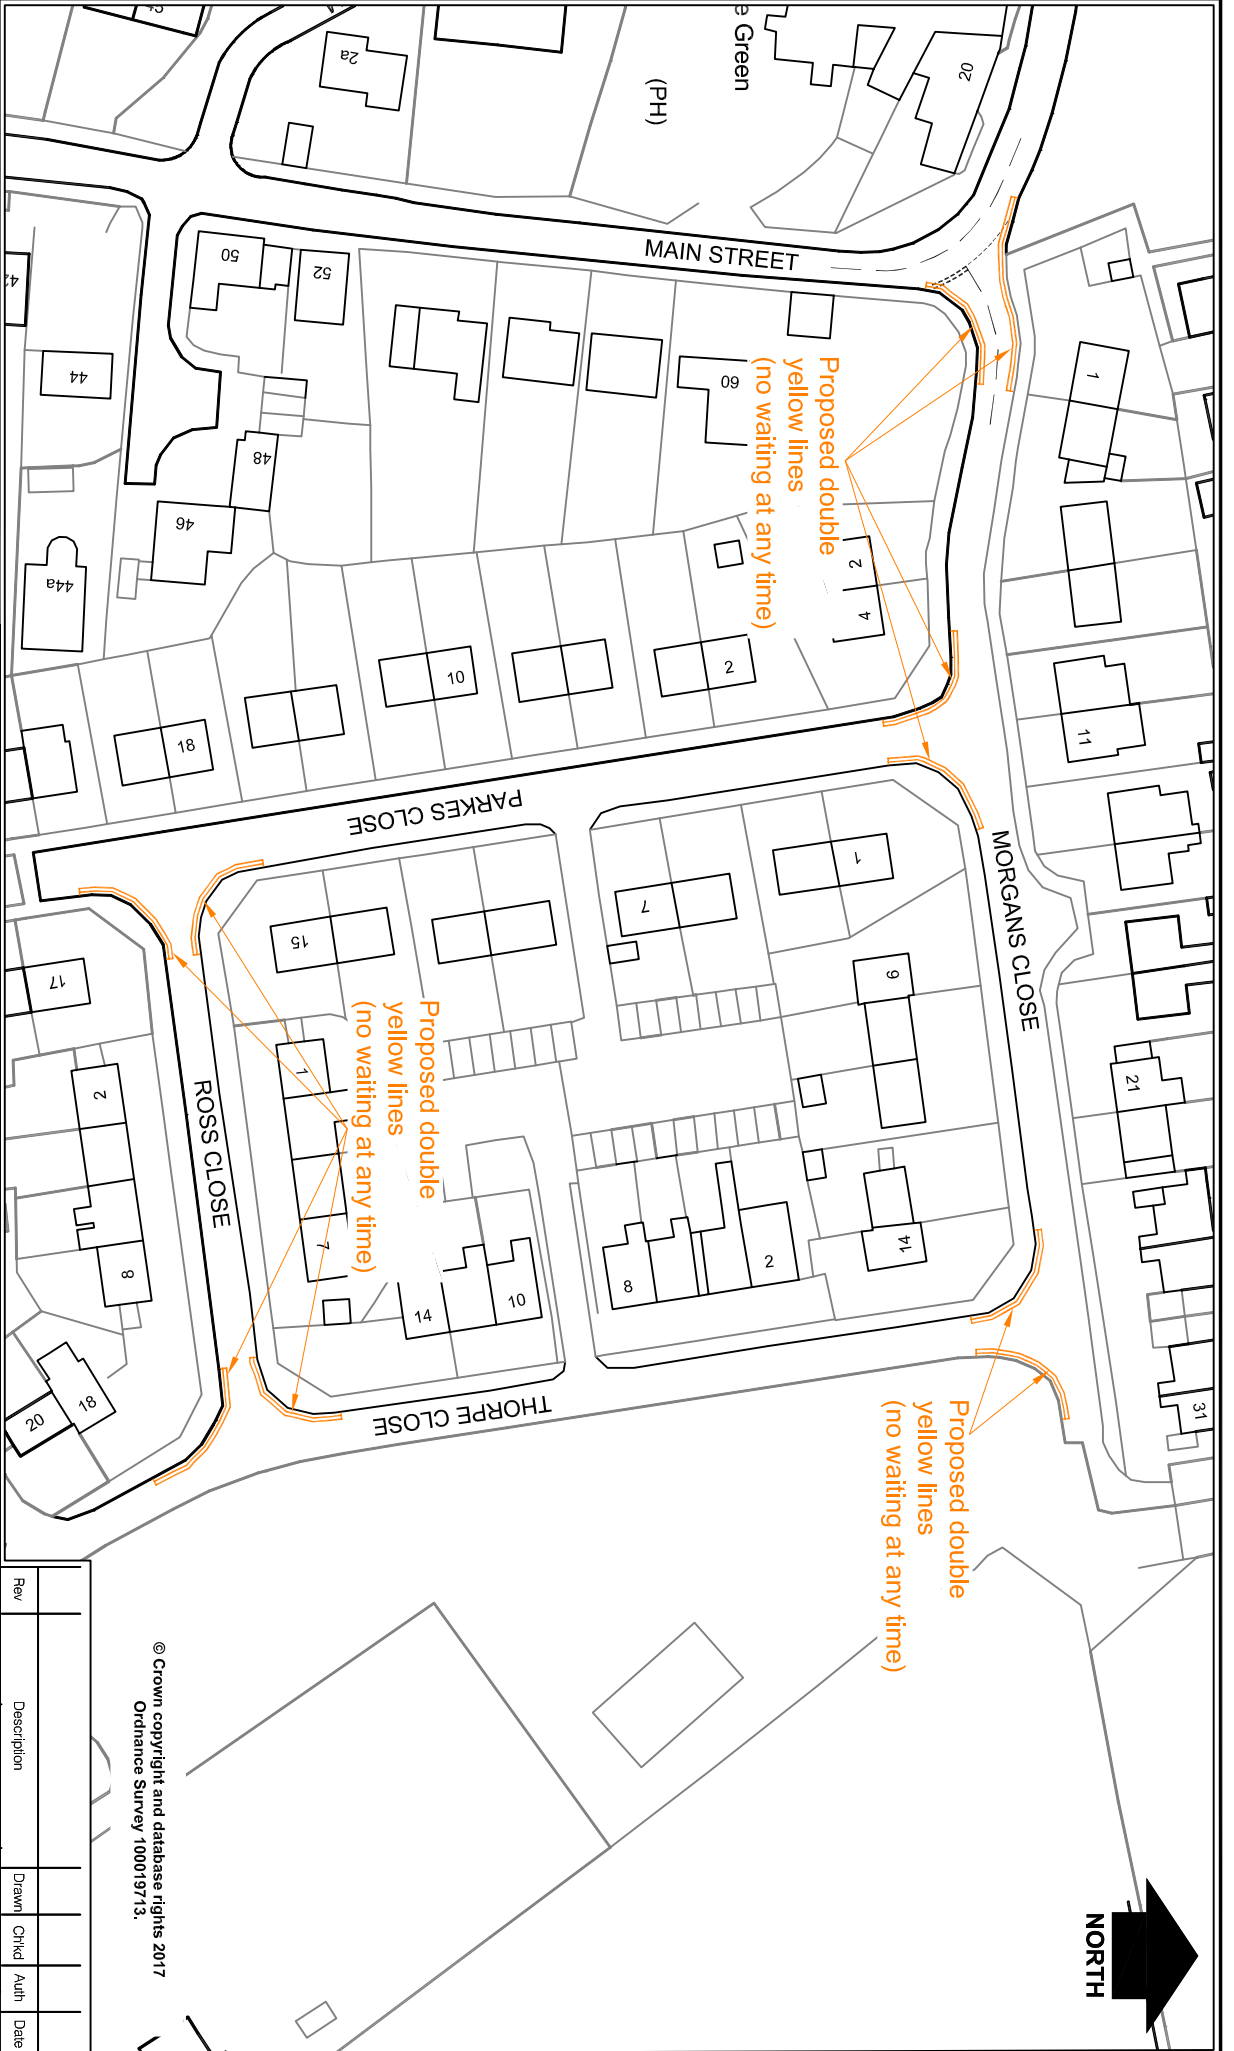 2a
e Green
(PH)
20
MAIN STREET
50
52
44
48
46
44a
60
1
Proposed double
yellow lines
(no waiting at any time)
2
4
11
2
10
18
PARKES CLOSE
MORGANS CLOSE
1
7
9
15
17
21
Proposed double
yellow lines
(no waiting at any time)
ROSS CLOSE
1
7
2
8
14
10
8
2
14
18
20
31
THORPE CLOSE
Proposed double
yellow lines
(no waiting at any time)
© Crown copyright and database rights 2017
Ordnance Survey 100019713.
NORTH
Rev
Description
Drawn
Ch'kd
Auth
Date